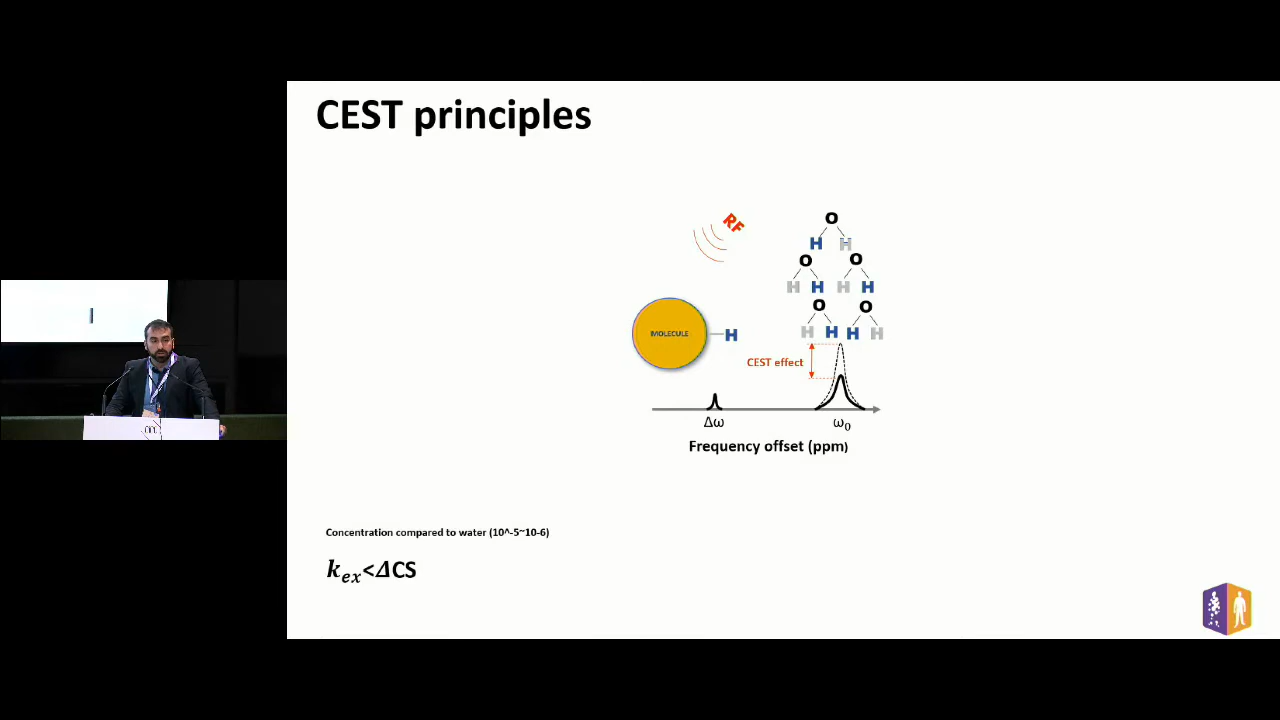 CEST principles
RF
O
H H
O O
H H H H
O O
H H H H
MOLECULE
H
CEST effect
Δω
ω0
Frequency offset (ppm)
Concentration compared to water (10^-5~10-6)
kex<ΔCS